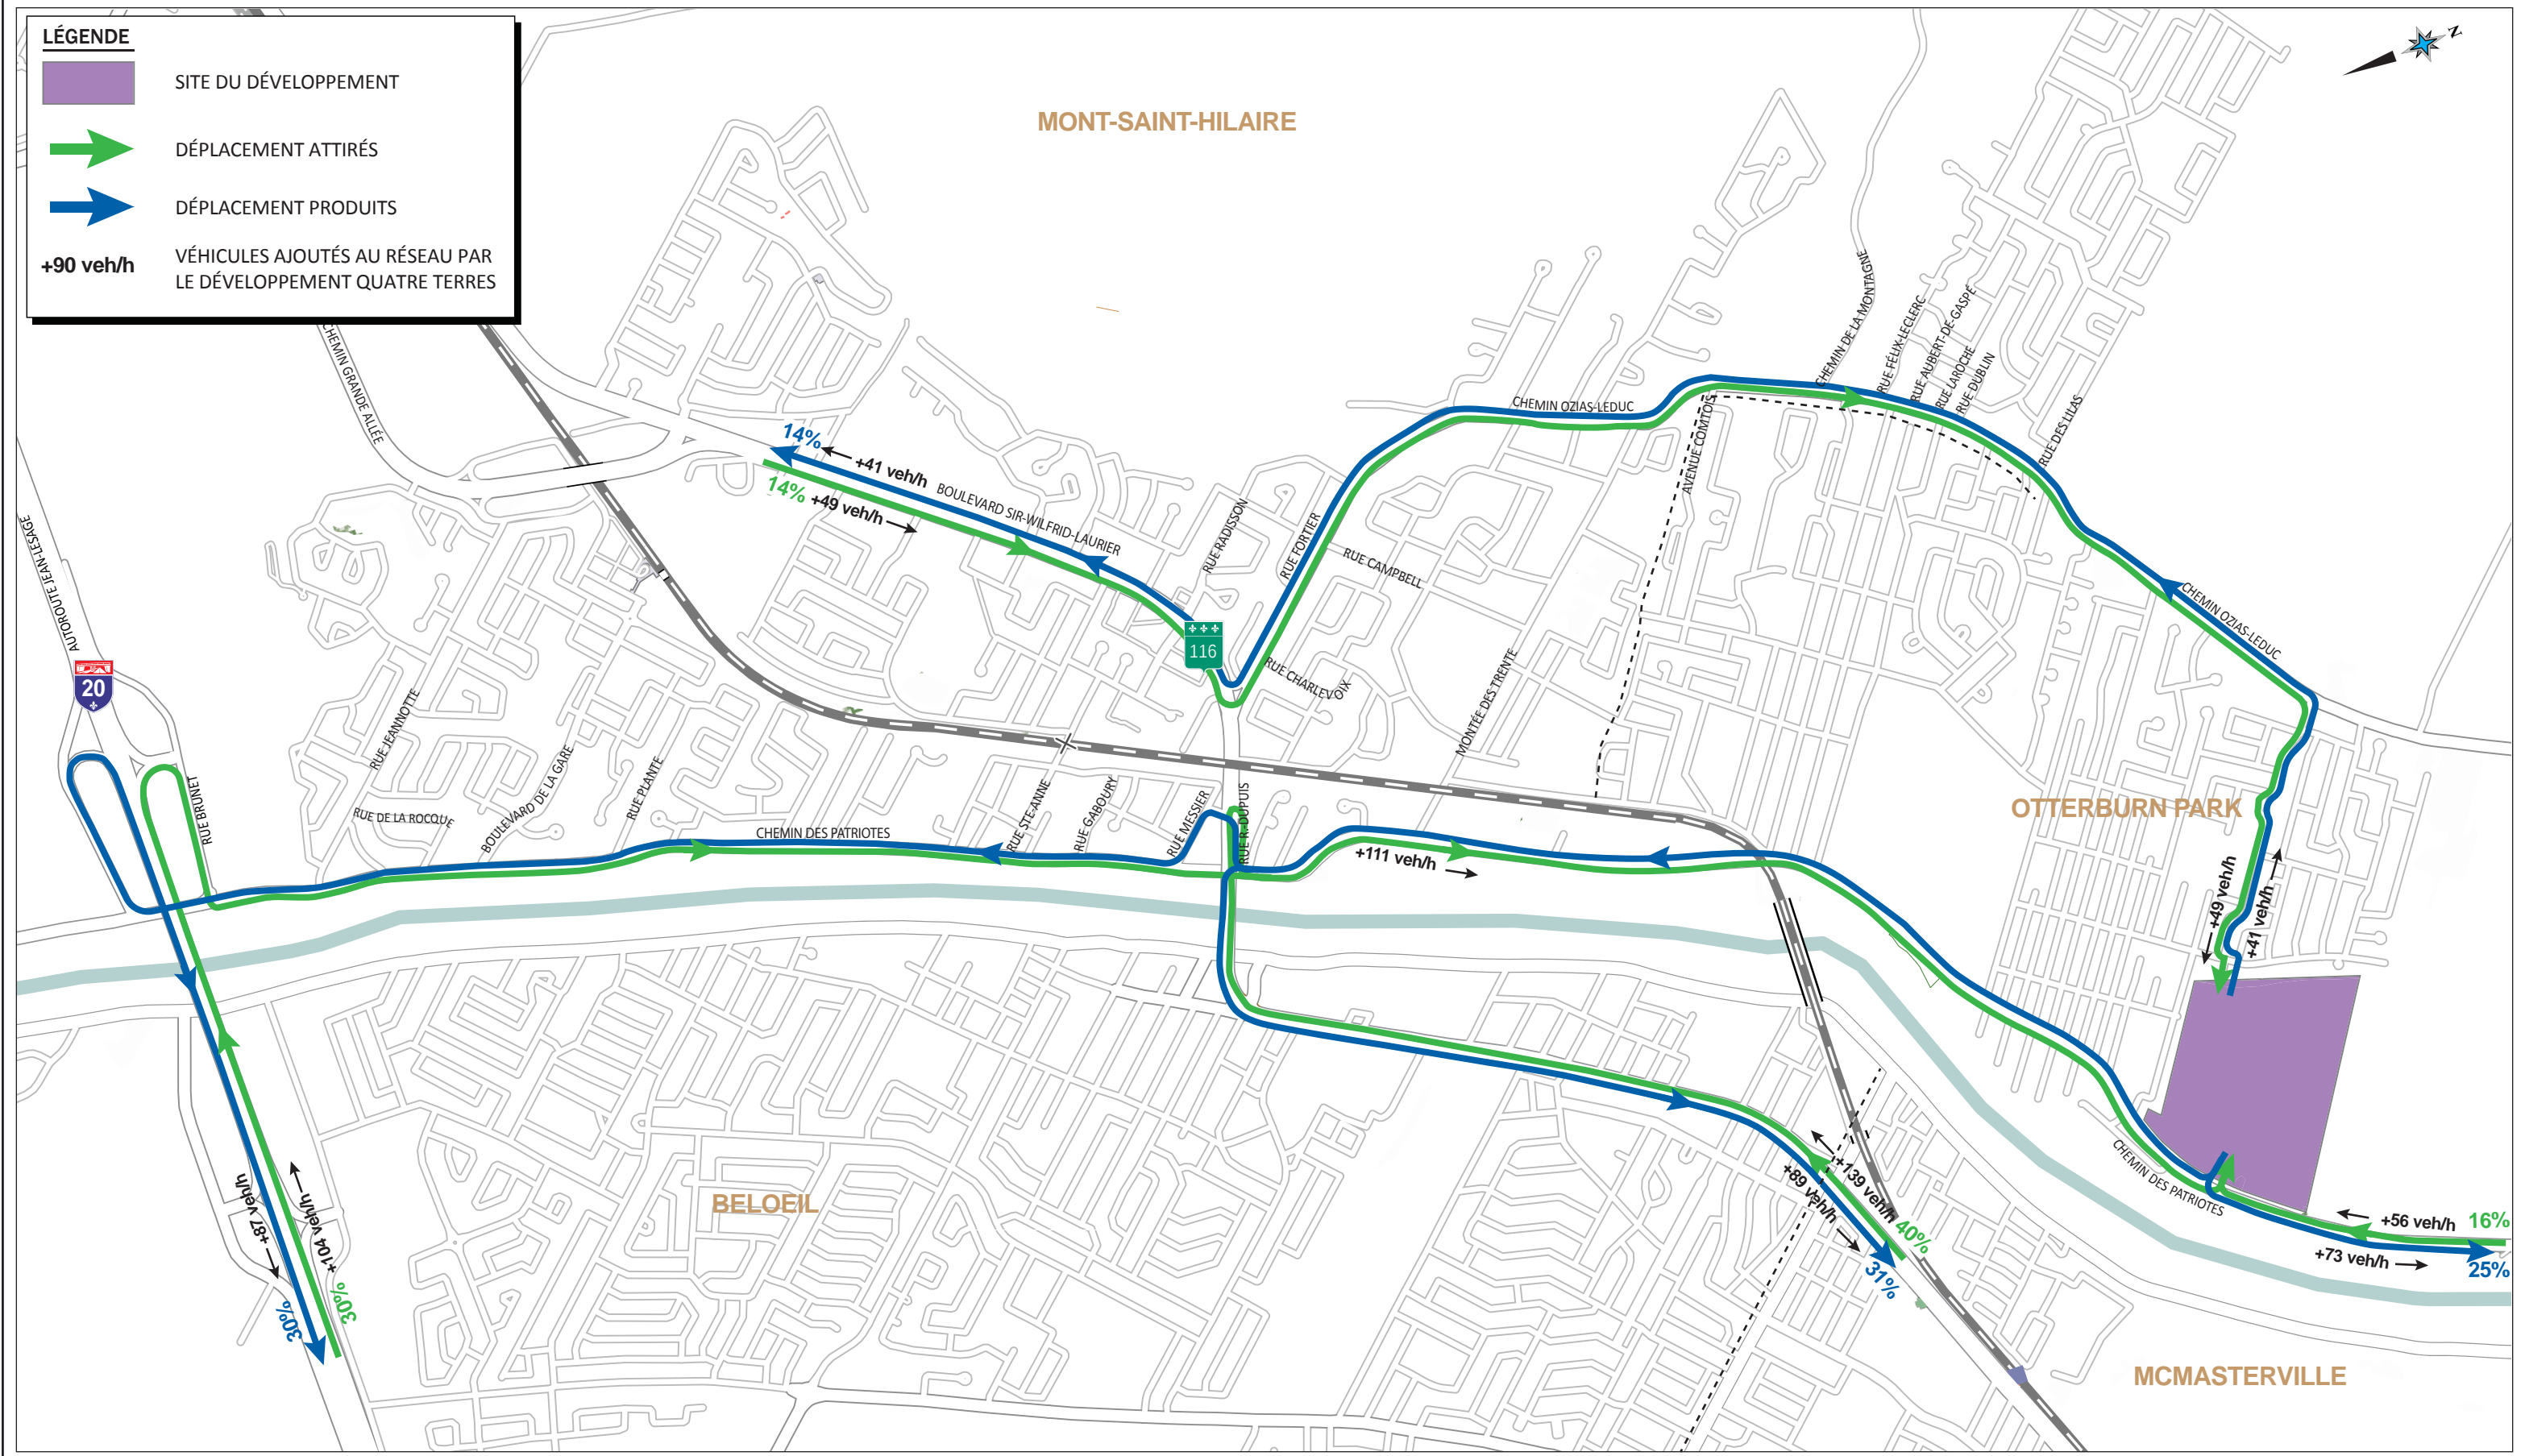 LÉGENDE
SITE DU DÉVELOPPEMENT
DÉPLACEMENT ATTIRÉS
DÉPLACEMENT PRODUITS
+90 veh/h
VÉHICULES AJOUTÉS AU RÉSEAU PAR
LE DÉVELOPPEMENT QUATRE TERRES
N
MONT-SAINT-HILAIRE
CHEMIN GRANDE ALLÉE
AUTOROUTE JEAN-LESAGE
20
14%
+41 veh/h
BOULEVARD SIR-WILFRID-LAURIER
14%
+49 veh/h
116
RUE RADISSON
RUE FORTIER
RUE CAMPBELL
RUE CHARLEVOIX
CHEMIN OZIAS-LEDUC
AVENUE COMTOIS
CHEMIN DE LA MONTAGNE
RUE FÉLIX-LECLERC
RUE AUBERT-DE-GASPÉ
RUE LAROCHE
RUE DUBLIN
RUE DES LILAS
CHEMIN OZIAS-LEDUC
MONTÉE DES TRENTE
RUE JEANNOTTE
RUE BRUNET
RUE DE LA ROCQUE
BOULEVARD DE LA GARE
RUE PLANTE
CHEMIN DES PATRIOTES
RUE STE-ANNE
RUE GABOURY
RUE MESSIER
RUE R.-DUPUIS
+111 veh/h
OTTERBURN PARK
+49 veh/h
+41 veh/h
CHEMIN DES PATRIOTES
+56 veh/h
16%
+73 veh/h
25%
BELOEIL
+87 veh/h
+104 veh/h
30%
30%
+139 veh/h
40%
+89 veh/h
31%
MCMASTERVILLE